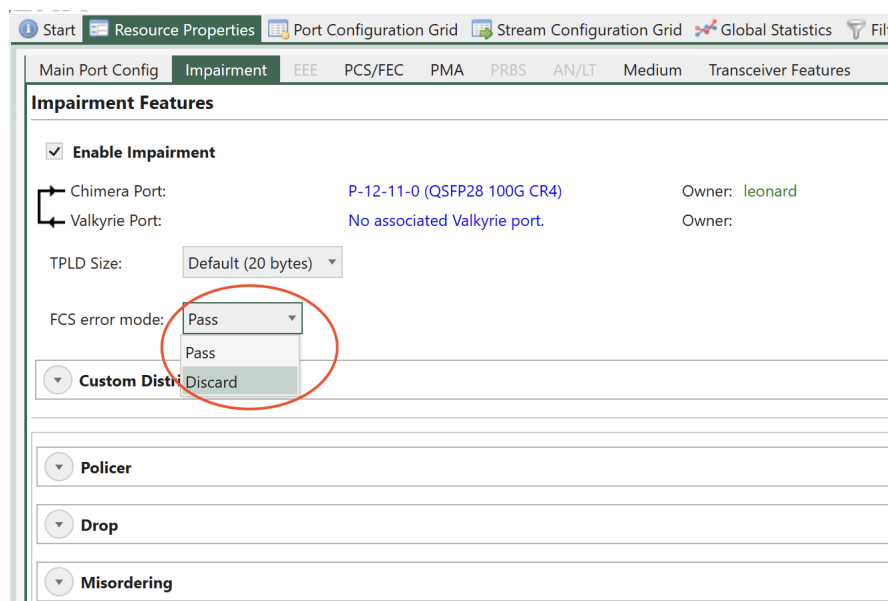 Start Resource Properties Port Configuration Grid Stream Configuration Grid Global Statistics Fil
Main Port Config Impairment EEE PCS/FEC PMA PRBS AN/LT Medium Transceiver Features
Impairment Features
Enable Impairment
Chimera Port: P-12-11-0 (QSFP28 100G CR4) Owner: leonard
Valkyrie Port: No associated Valkyrie port. Owner:
TPLD Size: Default (20 bytes)
FCS error mode: Pass
Pass
Custom Distri Discard
Policer
Drop
Misordering